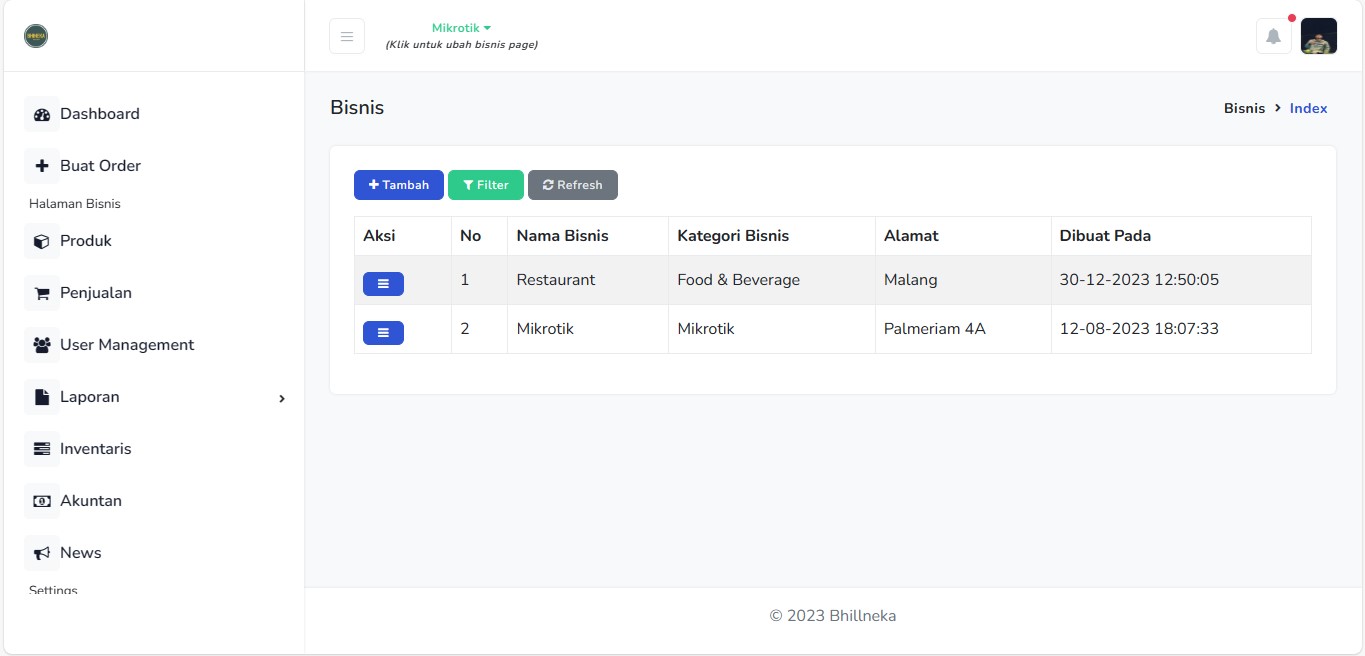 Mikrotik
(Klik untuk ubah bisnis page)
Dashboard
Buat Order
Halaman Bisnis
Produk
Penjualan
User Management
Laporan
Inventaris
Akuntan
News
Settings
Bisnis
Bisnis > Index
Tambah Filter Refresh
Aksi No Nama Bisnis Kategori Bisnis Alamat Dibuat Pada
1 Restaurant Food & Beverage Malang 30-12-2023 12:50:05
2 Mikrotik Mikrotik Palmeriam 4A 12-08-2023 18:07:33
© 2023 Bhillneka